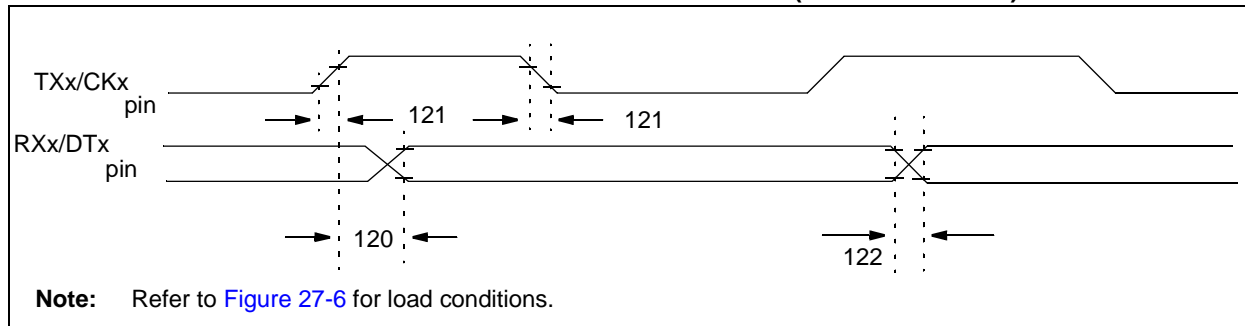 TXx/CKx
pin
121
121
RXx/DTx
pin
120
122
Note: Refer to Figure 27-6 for load conditions.